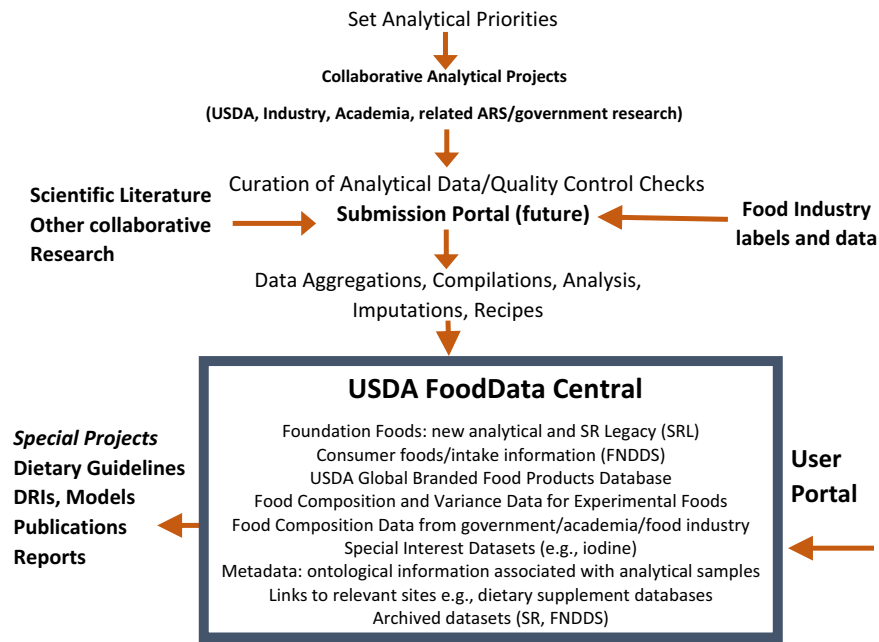 Set Analytical Priorities
Collaborative Analytical Projects
(USDA, Industry, Academia, related ARS/government research)
Curation of Analytical Data/Quality Control Checks
Submission Portal (future)
Scientific Literature
Other collaborative
Research
Food Industry
labels and data
Data Aggregations, Compilations, Analysis,
Imputations, Recipes
USDA FoodData Central
Foundation Foods: new analytical and SR Legacy (SRL)
Consumer foods/intake information (FNDDS)
USDA Global Branded Food Products Database
Food Composition and Variance Data for Experimental Foods
Food Composition Data from government/academia/food industry
Special Interest Datasets (e.g., iodine)
Metadata: ontological information associated with analytical samples
Links to relevant sites e.g., dietary supplement databases
Archived datasets (SR, FNDDS)
Special Projects
Dietary Guidelines
DRIs, Models
Publications
Reports
User
Portal